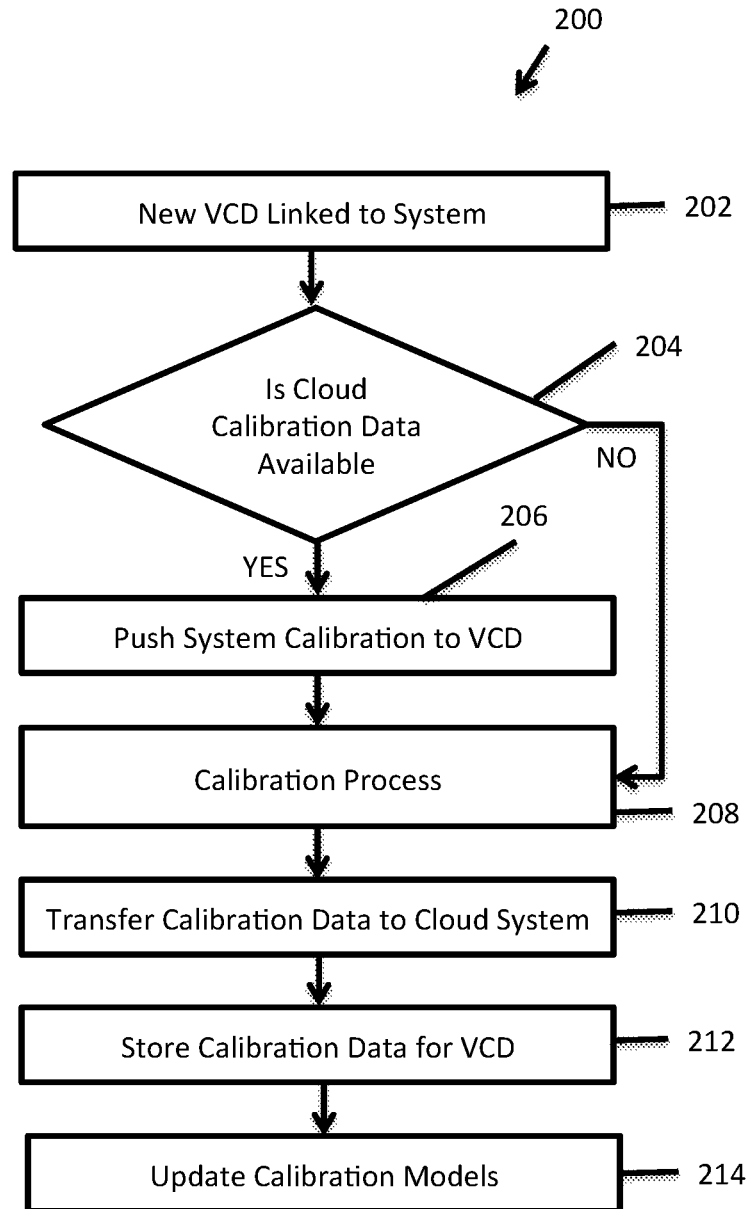 200
New VCD Linked to System
202
204
Is Cloud
Calibration Data
Available
NO
206
YES
Push System Calibration to VCD
Calibration Process
208
Transfer Calibration Data to Cloud System
210
Store Calibration Data for VCD
212
Update Calibration Models
214